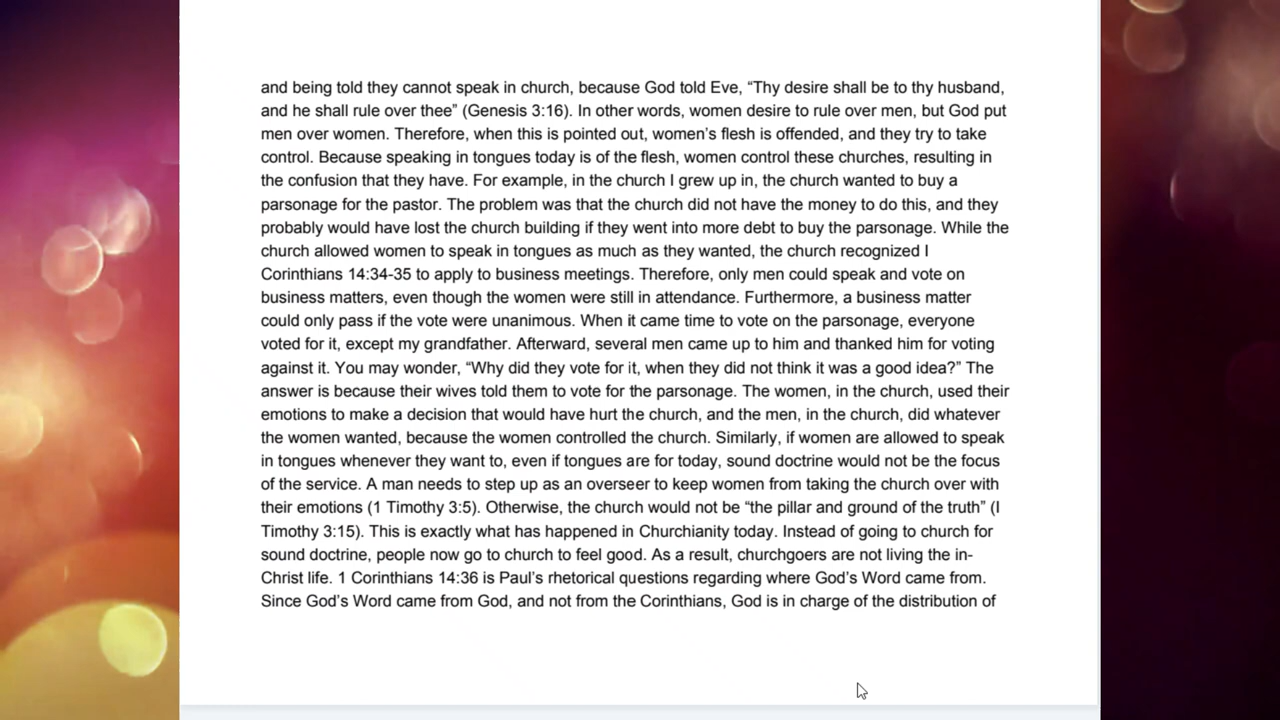 and being told they cannot speak in church, because God told Eve, “Thy desire shall be to thy husband,
and he shall rule over thee” (Genesis 3:16). In other words, women desire to rule over men, but God put
men over women. Therefore, when this is pointed out, women’s flesh is offended, and they try to take
control. Because speaking in tongues today is of the flesh, women control these churches, resulting in
the confusion that they have. For example, in the church I grew up in, the church wanted to buy a
parsonage for the pastor. The problem was that the church did not have the money to do this, and they
probably would have lost the church building if they went into more debt to buy the parsonage. While the
church allowed women to speak in tongues as much as they wanted, the church recognized I
Corinthians 14:34-35 to apply to business meetings. Therefore, only men could speak and vote on
business matters, even though the women were still in attendance. Furthermore, a business matter
could only pass if the vote were unanimous. When it came time to vote on the parsonage, everyone
voted for it, except my grandfather. Afterward, several men came up to him and thanked him for voting
against it. You may wonder, “Why did they vote for it, when they did not think it was a good idea?” The
answer is because their wives told them to vote for the parsonage. The women, in the church, used their
emotions to make a decision that would have hurt the church, and the men, in the church, did whatever
the women wanted, because the women controlled the church. Similarly, if women are allowed to speak
in tongues whenever they want to, even if tongues are for today, sound doctrine would not be the focus
of the service. A man needs to step up as an overseer to keep women from taking the church over with
their emotions (1 Timothy 3:5). Otherwise, the church would not be “the pillar and ground of the truth” (I
Timothy 3:15). This is exactly what has happened in Churchianity today. Instead of going to church for
sound doctrine, people now go to church to feel good. As a result, churchgoers are not living the in-
Christ life. 1 Corinthians 14:36 is Paul’s rhetorical questions regarding where God’s Word came from.
Since God’s Word came from God, and not from the Corinthians, God is in charge of the distribution of